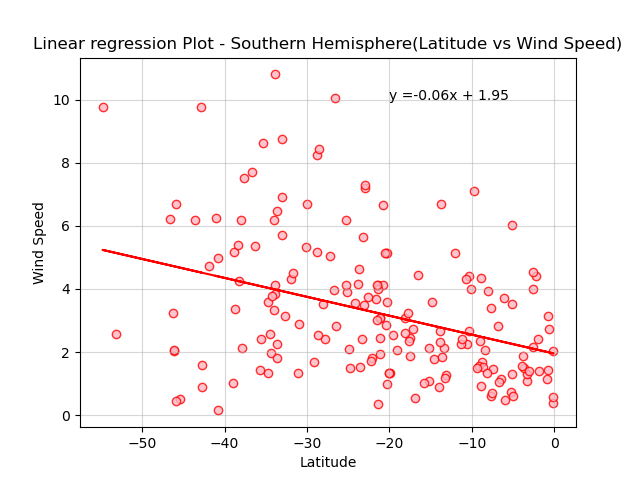 Linear regression Plot - Southern Hemisphere(Latitude vs Wind Speed)
y =-0.06x + 1.95
Wind Speed
10
8
6
4
2
0
−50 −40 −30 −20 −10 0
Latitude